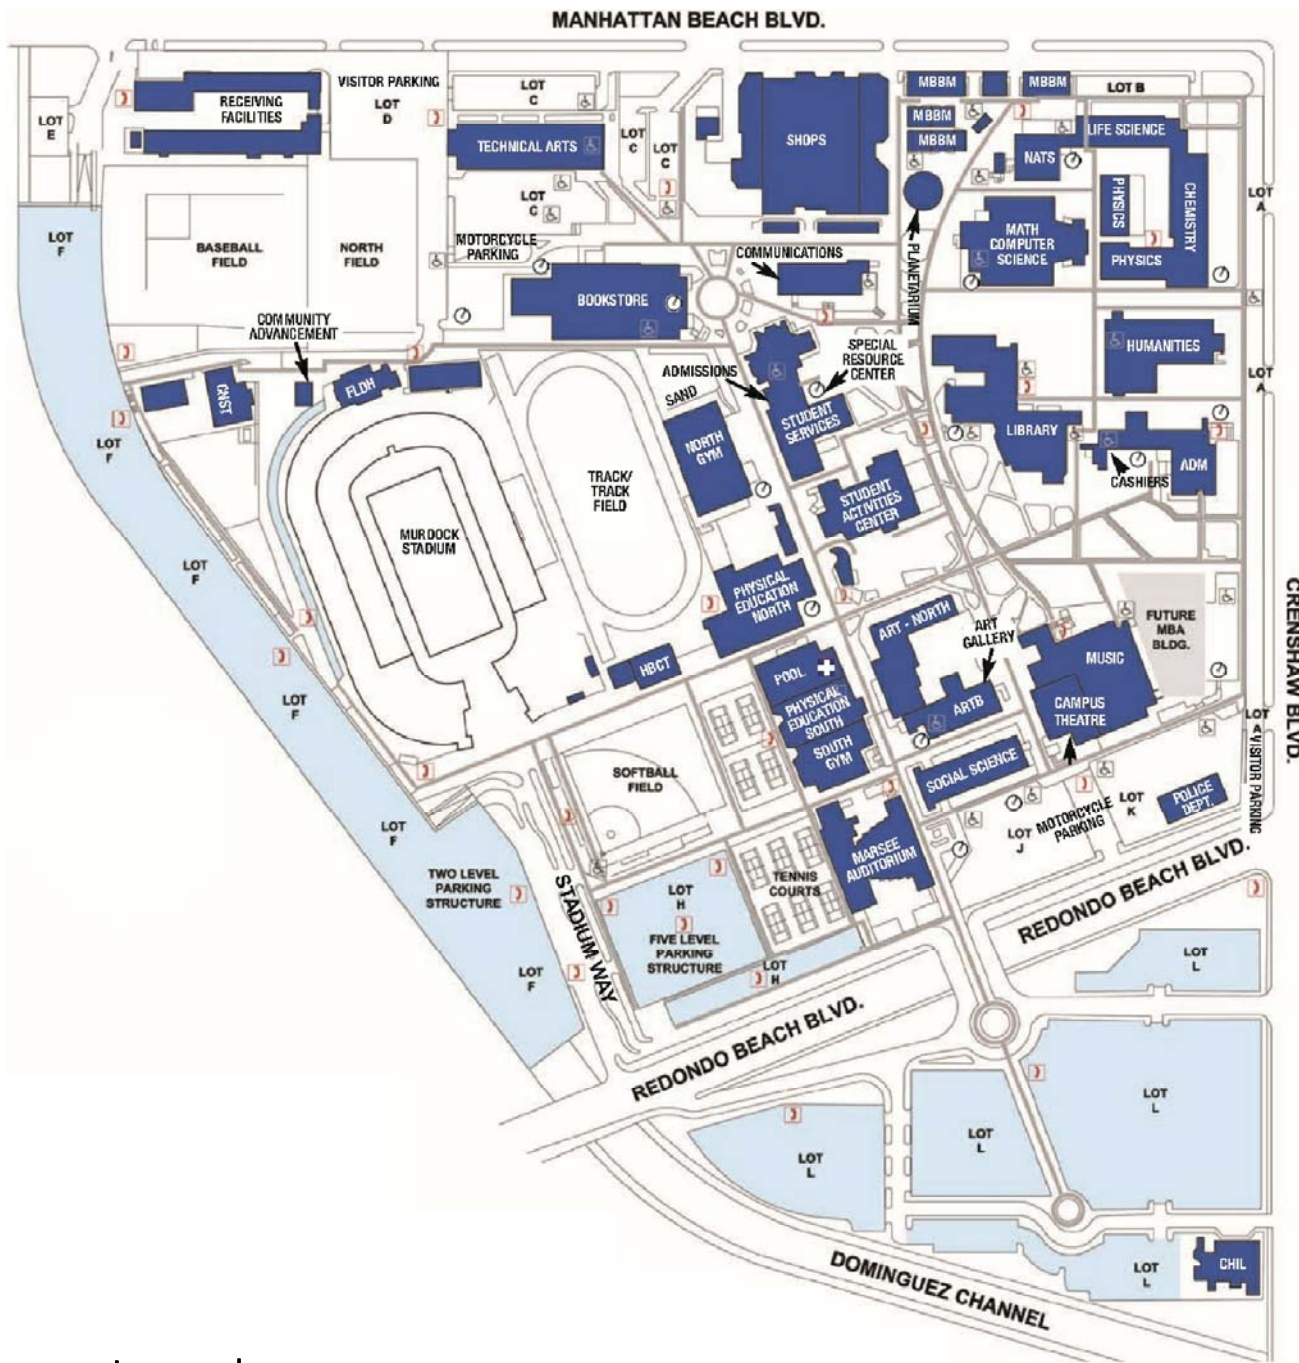 MANHATTAN BEACH BLVD.
LOT
E
RECEIVING
FACILITIES
VISITOR PARKING
LOT
D
LOT
C
TECHNICAL ARTS
LOT
C
LOT
C
LOT
C
SHOPS
MBBM
MBBM
MBBM
MBBM
LOT B
LIFE SCIENCE
NATS
PHYSICS
CHEMISTRY
PHYSICS
LOT
A
LOT
F
BASEBALL
FIELD
NORTH
FIELD
MOTORCYCLE
PARKING
BOOKSTORE
COMMUNICATIONS
PLANETARIUM
MATH
COMPUTER
SCIENCE
COMMUNITY
ADVANCEMENT
CNST
FLDH
SAND
NORTH
GYM
ADMISSIONS
SPECIAL
RESOURCE
CENTER
STUDENT
SERVICES
HUMANITIES
LOT
A
LIBRARY
CASHIERS
ADM
LOT
F
MURDOCK
STADIUM
TRACK/
TRACK
FIELD
STUDENT
ACTIVITIES
CENTER
LOT
F
PHYSICAL
EDUCATION
NORTH
ART - NORTH
ART
GALLERY
FUTURE
MBA
BLDG.
CRENSHAW BLVD.
HBCT
POOL
PHYSICAL
EDUCATION
SOUTH
SOUTH
GYM
ARTB
MUSIC
CAMPUS
THEATRE
LOT
F
LOT
A
VISITOR PARKING
SOFTBALL
FIELD
SOCIAL SCIENCE
POLICE
DEPT.
LOT
K
MOTORCYCLE
PARKING
LOT
J
LOT
F
TWO LEVEL
PARKING
STRUCTURE
STADIUM WAY
LOT
H
FIVE LEVEL
PARKING
STRUCTURE
TENNIS
COURTS
MARSEE
AUDITORIUM
REDONDO BEACH BLVD.
LOT
F
LOT
H
LOT
L
REDONDO BEACH BLVD.
LOT
L
LOT
L
LOT
L
DOMINGUEZ CHANNEL
LOT
L
CHIL